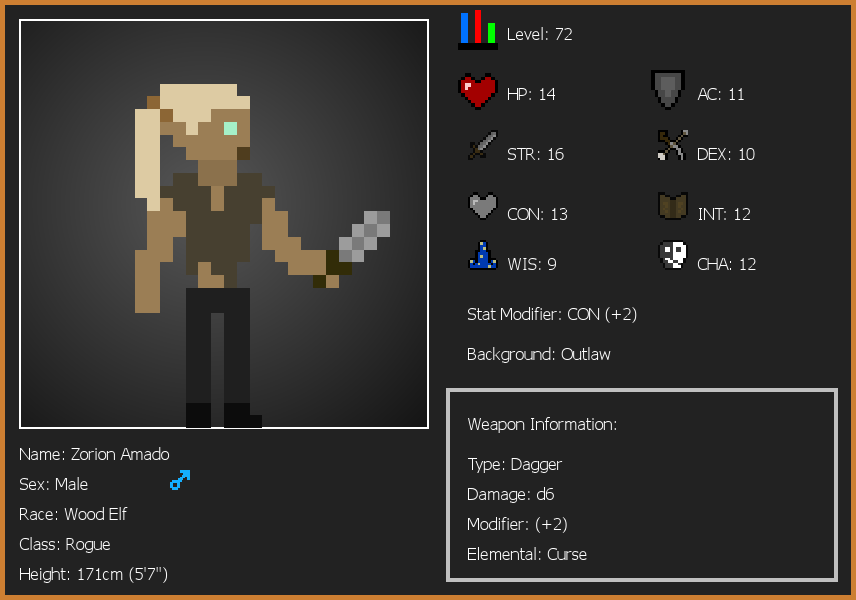 Level: 72
HP: 14
AC: 11
STR: 16
DEX: 10
CON: 13
INT: 12
WIS: 9
CHA: 12
Stat Modifier: CON (+2)
Background: Outlaw
Weapon Information:
Type: Dagger
Damage: d6
Modifier: (+2)
Elemental: Curse
Name: Zorion Amado
Sex: Male
Race: Wood Elf
Class: Rogue
Height: 171cm (5'7")